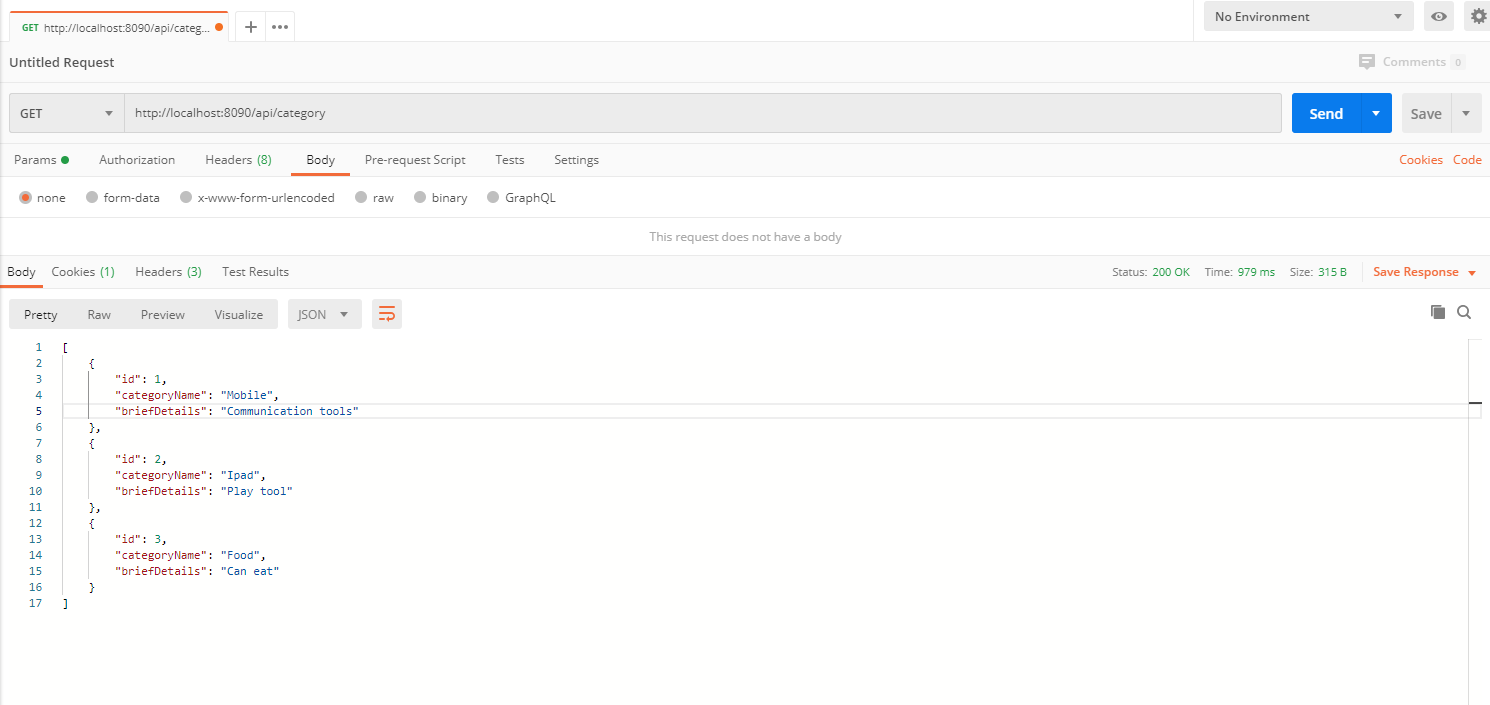 GET http://localhost:8090/api/categ... + ••• No Environment
Untitled Request Comments 0
GET http://localhost:8090/api/category Send Save
Params Authorization Headers (8) Body Pre-request Script Tests Settings Cookies Code
none form-data x-www-form-urlencoded raw binary GraphQL
This request does not have a body
Body Cookies (1) Headers (3) Test Results Status: 200 OK Time: 979 ms Size: 315 B Save Response
Pretty Raw Preview Visualize JSON
1 [
2 {
3 "id": 1,
4 "categoryName": "Mobile",
5 "briefDetails": "Communication tools"
6 },
7 {
8 "id": 2,
9 "categoryName": "Ipad",
10 "briefDetails": "Play tool"
11 },
12 {
13 "id": 3,
14 "categoryName": "Food",
15 "briefDetails": "Can eat"
16 }
17 ]